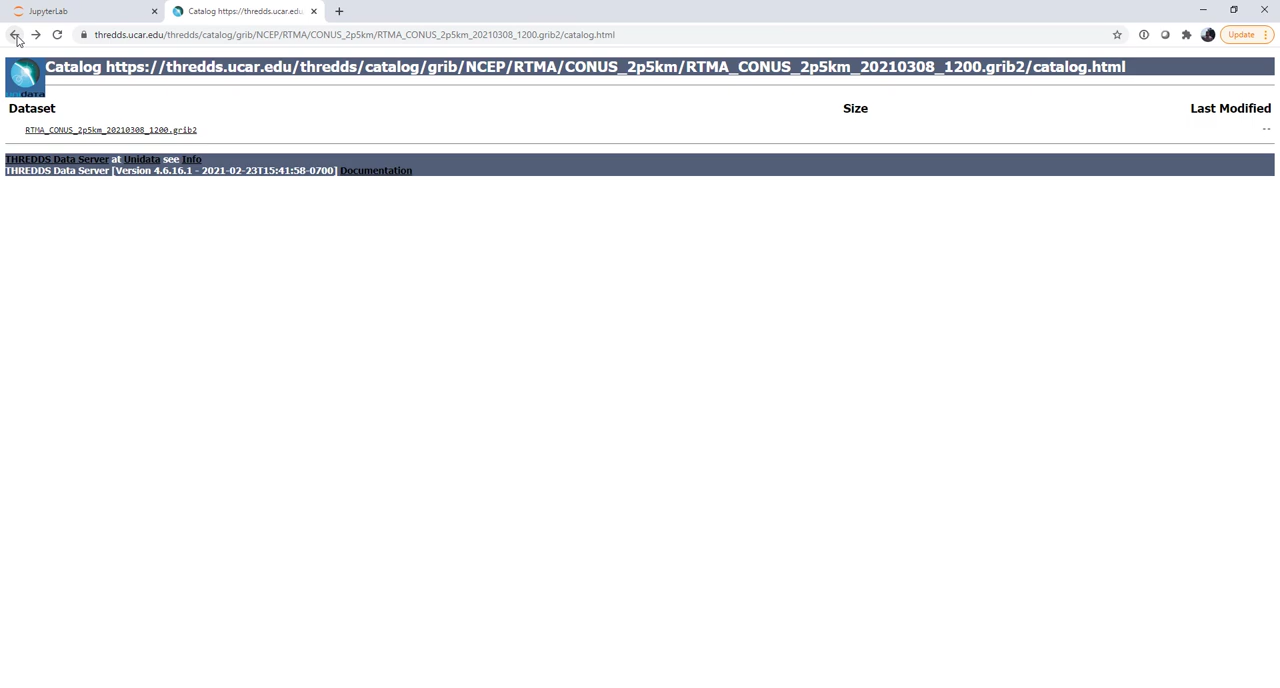 JupyterLab
Catalog https://thredds.ucar.edu
thredds.ucar.edu/thredds/catalog/grib/NCEP/RTMA/CONUS_2p5km/RTMA_CONUS_2p5km_20210308_1200.grib2/catalog.html
Update
Catalog https://thredds.ucar.edu/thredds/catalog/grib/NCEP/RTMA/CONUS_2p5km/RTMA_CONUS_2p5km_20210308_1200.grib2/catalog.html
unidata
Dataset Size Last Modified
RTMA_CONUS_2p5km_20210308_1200.grib2 --
THREDDS Data Server at Unidata see Info
THREDDS Data Server [Version 4.6.16.1 - 2021-02-23T15:41:58-0700] Documentation